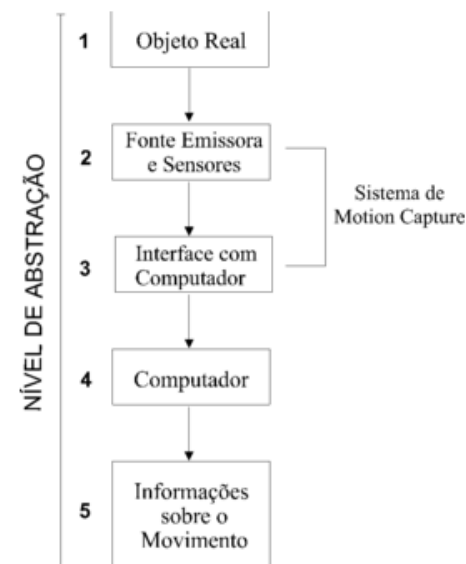 NÍVEL DE ABSTRAÇÃO
1
Objeto Real
2
Fonte Emissora
e Sensores
Sistema de
Motion Capture
3
Interface com
Computador
4
Computador
5
Informações
sobre o
Movimento